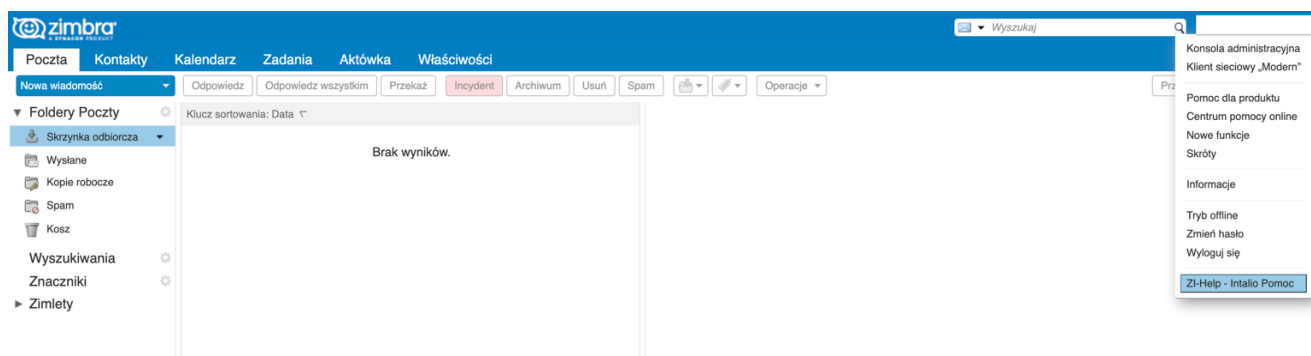 zimbra
A SYNACOR PRODUCT
Wyszukaj
Poczta Kontakty Kalendarz Zadania Aktówka Właściwości
Nowa wiadomość
Odpowiedz Odpowiedz wszystkim Przekaż Incydent Archiwum Usuń Spam Operacje
Foldery Poczty
Skrzynka odbiorcza
Wysłane
Kopie robocze
Spam
Kosz
Wyszukiwania
Znaczniki
Zimlety
Klucz sortowania: Data
Brak wyników.
Konsola administracyjna
Klient sieciowy „Modern"
Pomoc dla produktu
Centrum pomocy online
Nowe funkcje
Skróty
Informacje
Tryb offline
Zmień hasło
Wyloguj się
ZI-Help - Intalio Pomoc